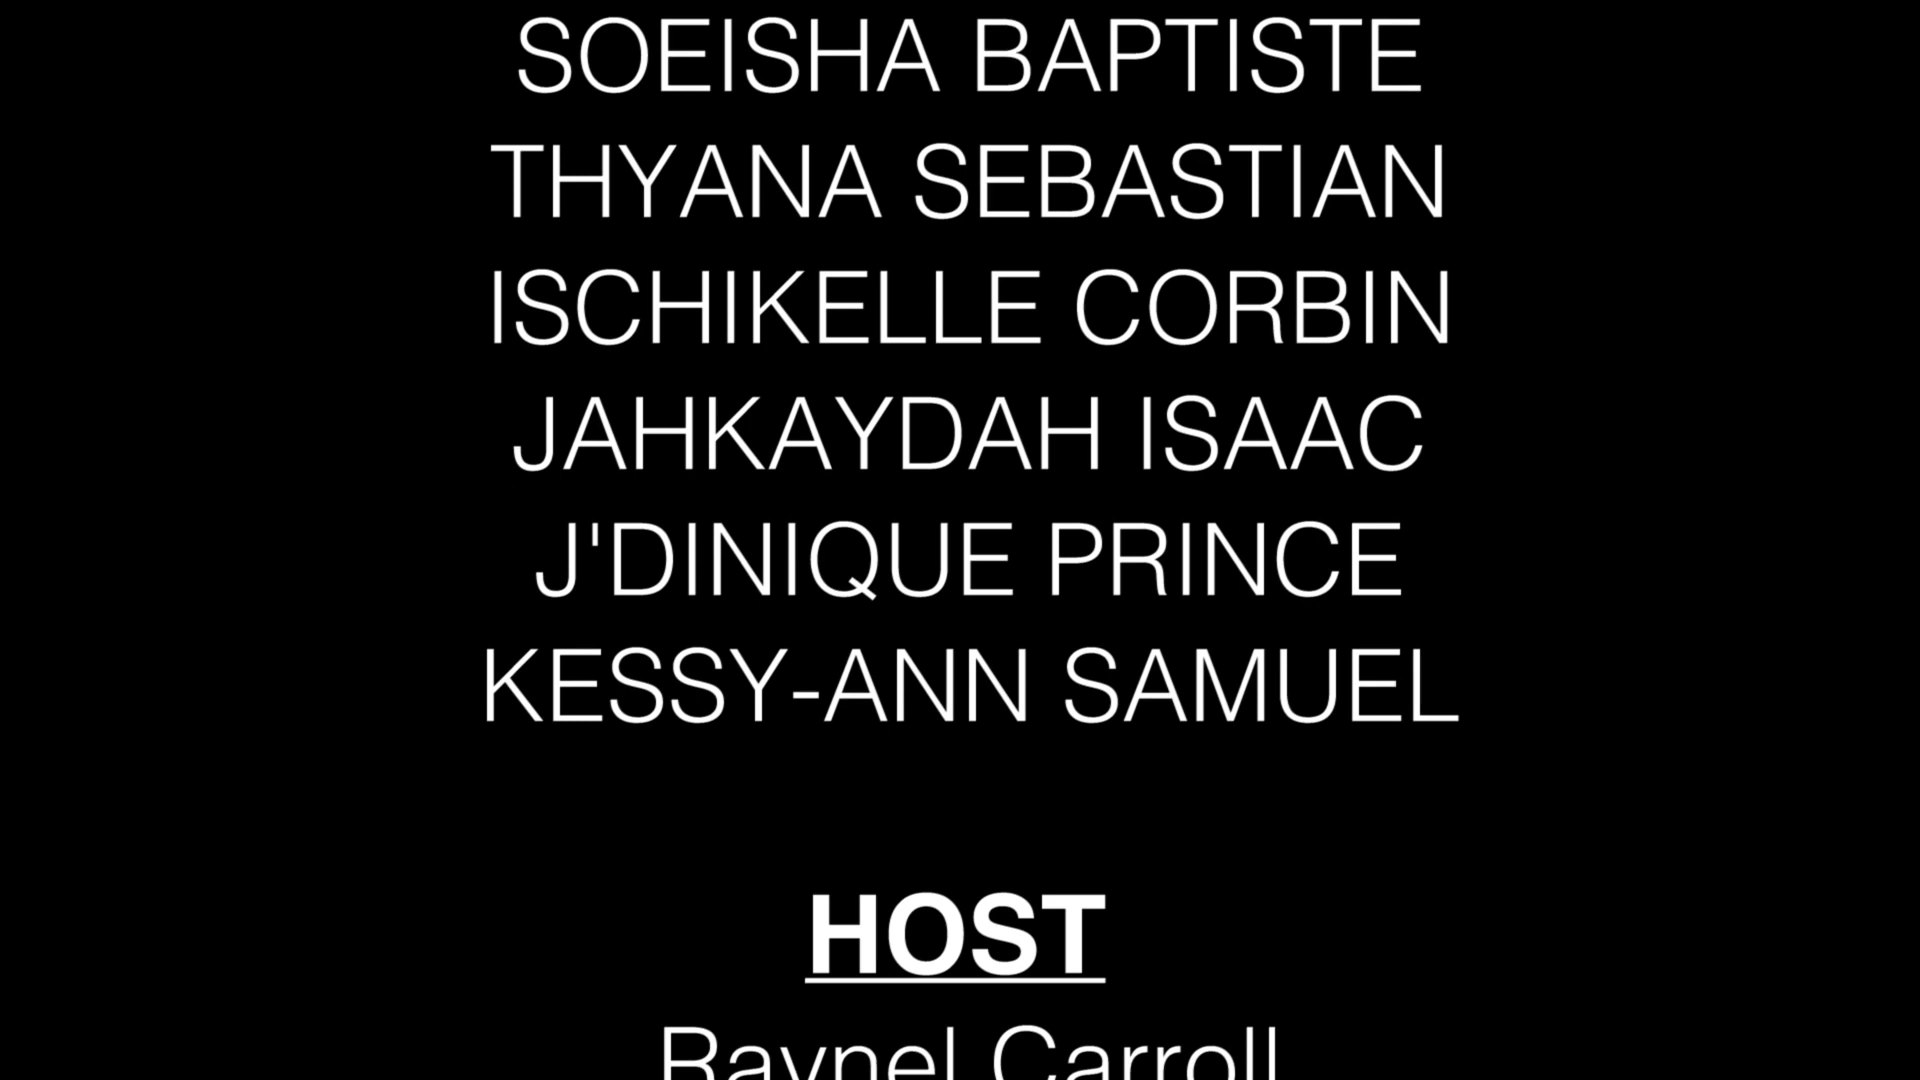 SOEISHA BAPTISTE
THYANA SEBASTIAN
ISCHIKELLE CORBIN
JAHKAYDAH ISAAC
J'DINIQUE PRINCE
KESSY-ANN SAMUEL
HOST
Raynel Carroll